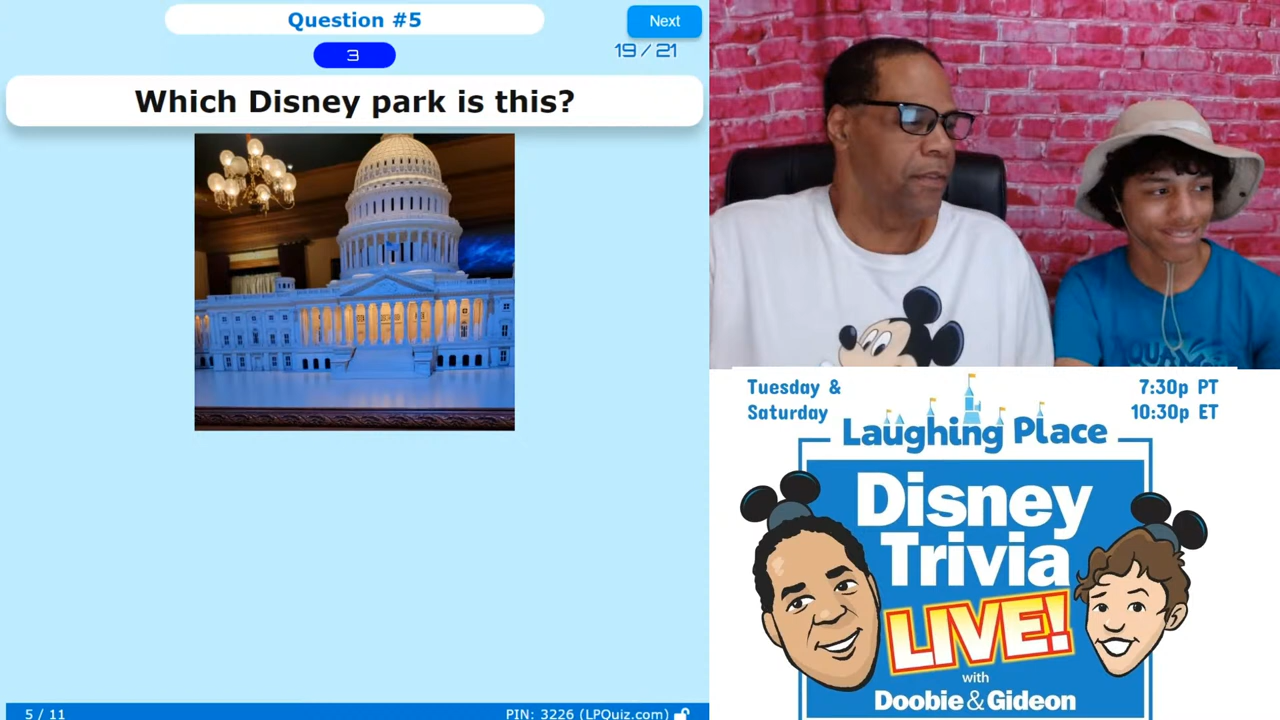 Question #5
Next
3
19 / 21
Which Disney park is this?
5 / 11
PIN: 3226 (LPQuiz.com)
Tuesday &
Saturday
7:30p PT
10:30p ET
Laughing Place
Disney
Trivia
LIVE!
with
Doobie & Gideon